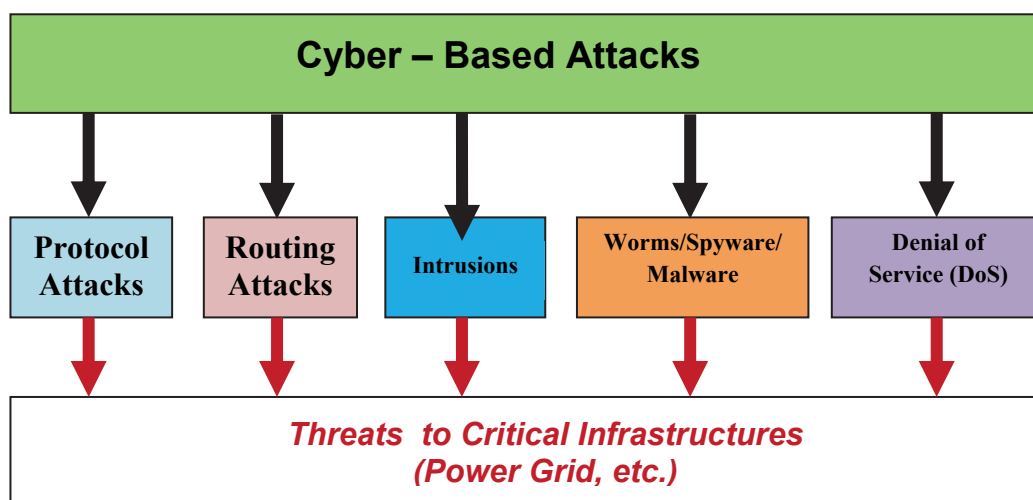 Cyber – Based Attacks
Protocol
Attacks
Routing
Attacks
Intrusions
Worms/Spyware/
Malware
Denial of
Service (DoS)
Threats to Critical Infrastructures
(Power Grid, etc.)